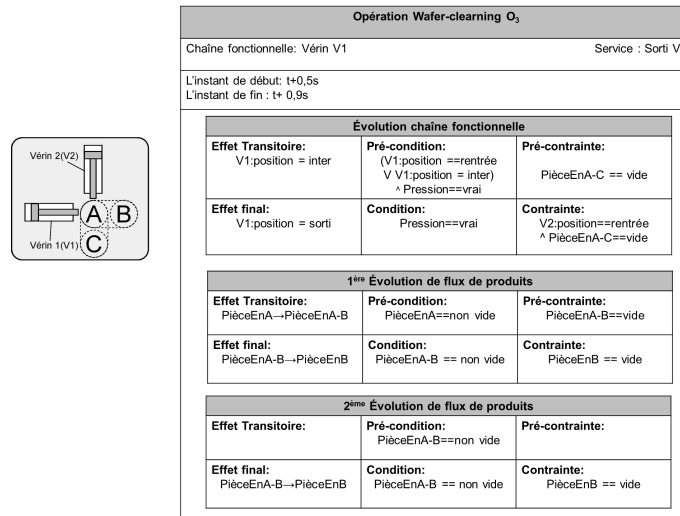 Opération Wafer-clearning O₃
Chaîne fonctionnelle: Vérin V1 Service : Sorti V
L'instant de début: t+0,5s
L'instant de fin : t+ 0,9s
Vérin 2(V2)
A B
C
Vérin 1(V1)
Évolution chaîne fonctionnelle
Effet Transitoire:
V1:position = inter
Pré-condition:
(V1:position ==rentrée
V V1:position = inter)
^ Pression==vrai
Pré-contrainte:
PièceEnA-C == vide
Effet final:
V1:position = sorti
Condition:
Pression==vrai
Contrainte:
V2:position==rentrée
^ PièceEnA-C==vide
1ère Évolution de flux de produits
Effet Transitoire:
PièceEnA→PièceEnA-B
Pré-condition:
PièceEnA==non vide
Pré-contrainte:
PièceEnA-B==vide
Effet final:
PièceEnA-B→PièceEnB
Condition:
PièceEnA-B == non vide
Contrainte:
PièceEnB == vide
2ème Évolution de flux de produits
Effet Transitoire:
Pré-condition:
PièceEnA-B==non vide
Pré-contrainte:
Effet final:
PièceEnA-B→PièceEnB
Condition:
PièceEnA-B == non vide
Contrainte:
PièceEnB == vide